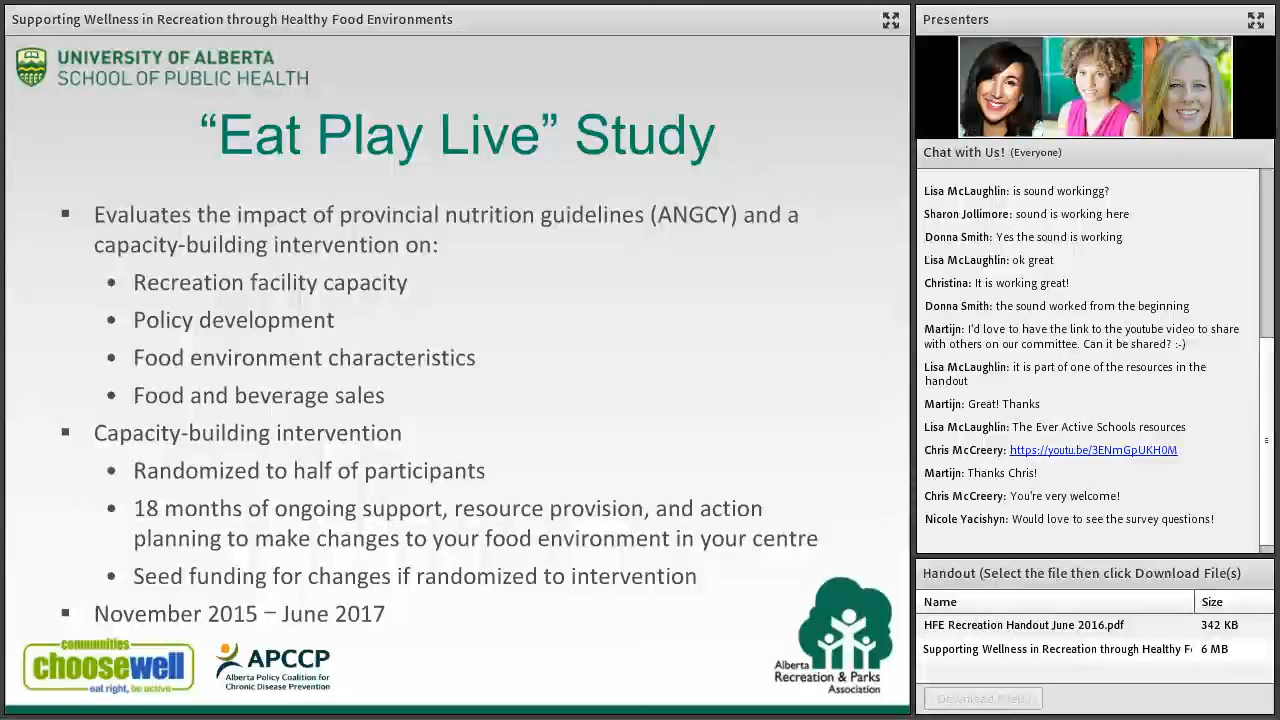 Supporting Wellness in Recreation through Healthy Food Environments
UNIVERSITY OF ALBERTA
SCHOOL OF PUBLIC HEALTH
“Eat Play Live” Study
Evaluates the impact of provincial nutrition guidelines (ANGCY) and a
capacity-building intervention on:
Recreation facility capacity
Policy development
Food environment characteristics
Food and beverage sales
Capacity-building intervention
Randomized to half of participants
18 months of ongoing support, resource provision, and action
planning to make changes to your food environment in your centre
Seed funding for changes if randomized to intervention
November 2015 – June 2017
communities
choosewell
eat right, be active
APCCP
Alberta Policy Coalition for
Chronic Disease Prevention
Alberta
Recreation & Parks
Association
Presenters
Chat with Us! (Everyone)
Lisa McLaughlin: is sound workingg?
Sharon Jollimore: sound is working here
Donna Smith: Yes the sound is working
Lisa McLaughlin: ok great
Christina: It is working great!
Donna Smith: the sound worked from the beginning
Martijn: I'd love to have the link to the youtube video to share
with others on our committee. Can it be shared? :-)
Lisa McLaughlin: it is part of one of the resources in the
handout
Martijn: Great! Thanks
Lisa McLaughlin: The Ever Active Schools resources
Chris McCreery: https://youtu.be/3ENmGpUKH0M
Martijn: Thanks Chris!
Chris McCreery: You're very welcome!
Nicole Yacishyn: Would love to see the survey questions!
Handout (Select the file then click Download File(s)
Name Size
HFE Recreation Handout June 2016.pdf 342 KB
Supporting Wellness in Recreation through Healthy Fo 6 MB
Download File(s)